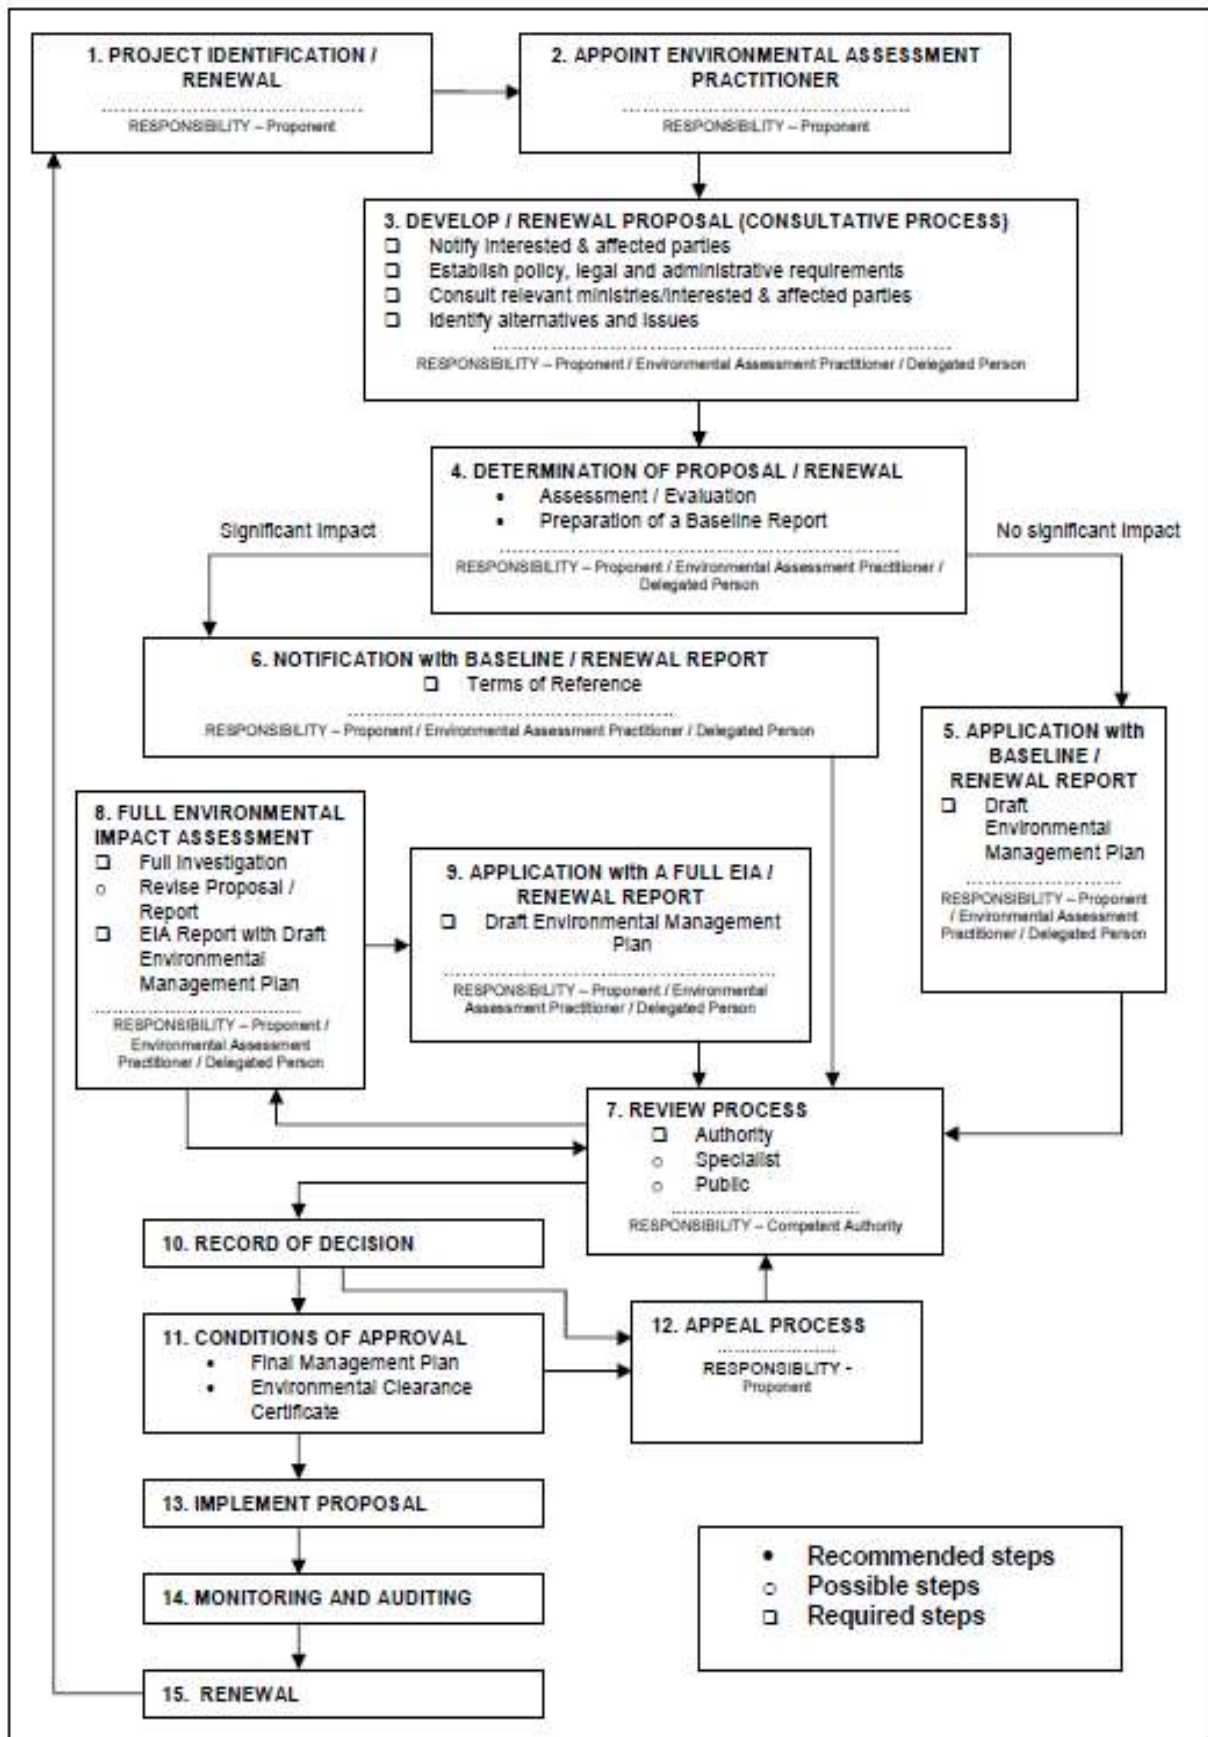 1. PROJECT IDENTIFICATION /
RENEWAL
RESPONSIBILITY – Proponent
2. APPOINT ENVIRONMENTAL ASSESSMENT
PRACTITIONER
RESPONSIBILITY – Proponent
3. DEVELOP / RENEWAL PROPOSAL (CONSULTATIVE PROCESS)
❑ Notify interested & affected parties
❑ Establish policy, legal and administrative requirements
❑ Consult relevant ministries/interested & affected parties
❑ Identify alternatives and issues
RESPONSIBILITY – Proponent / Environmental Assessment Practitioner / Delegated Person
4. DETERMINATION OF PROPOSAL / RENEWAL
• Assessment / Evaluation
• Preparation of a Baseline Report
RESPONSIBILITY – Proponent / Environmental Assessment Practitioner /
Delegated Person
Significant Impact
No significant Impact
6. NOTIFICATION with BASELINE / RENEWAL REPORT
❑ Terms of Reference
RESPONSIBILITY – Proponent / Environmental Assessment Practitioner / Delegated Person
5. APPLICATION with
BASELINE /
RENEWAL REPORT
❑ Draft
Environmental
Management Plan
RESPONSIBILITY – Proponent
/ Environmental Assessment
Practitioner / Delegated Person
8. FULL ENVIRONMENTAL
IMPACT ASSESSMENT
❑ Full Investigation
○ Revise Proposal /
Report
❑ EIA Report with Draft
Environmental
Management Plan
RESPONSIBILITY – Proponent /
Environmental Assessment
Practitioner / Delegated Person
9. APPLICATION with A FULL EIA /
RENEWAL REPORT
❑ Draft Environmental Management
Plan
RESPONSIBILITY – Proponent / Environmental
Assessment Practitioner / Delegated Person
7. REVIEW PROCESS
❑ Authority
○ Specialist
○ Public
RESPONSIBILITY – Competent Authority
10. RECORD OF DECISION
11. CONDITIONS OF APPROVAL
• Final Management Plan
• Environmental Clearance
Certificate
12. APPEAL PROCESS
RESPONSIBLITY -
Proponent
13. IMPLEMENT PROPOSAL
14. MONITORING AND AUDITING
15. RENEWAL
• Recommended steps
○ Possible steps
❑ Required steps